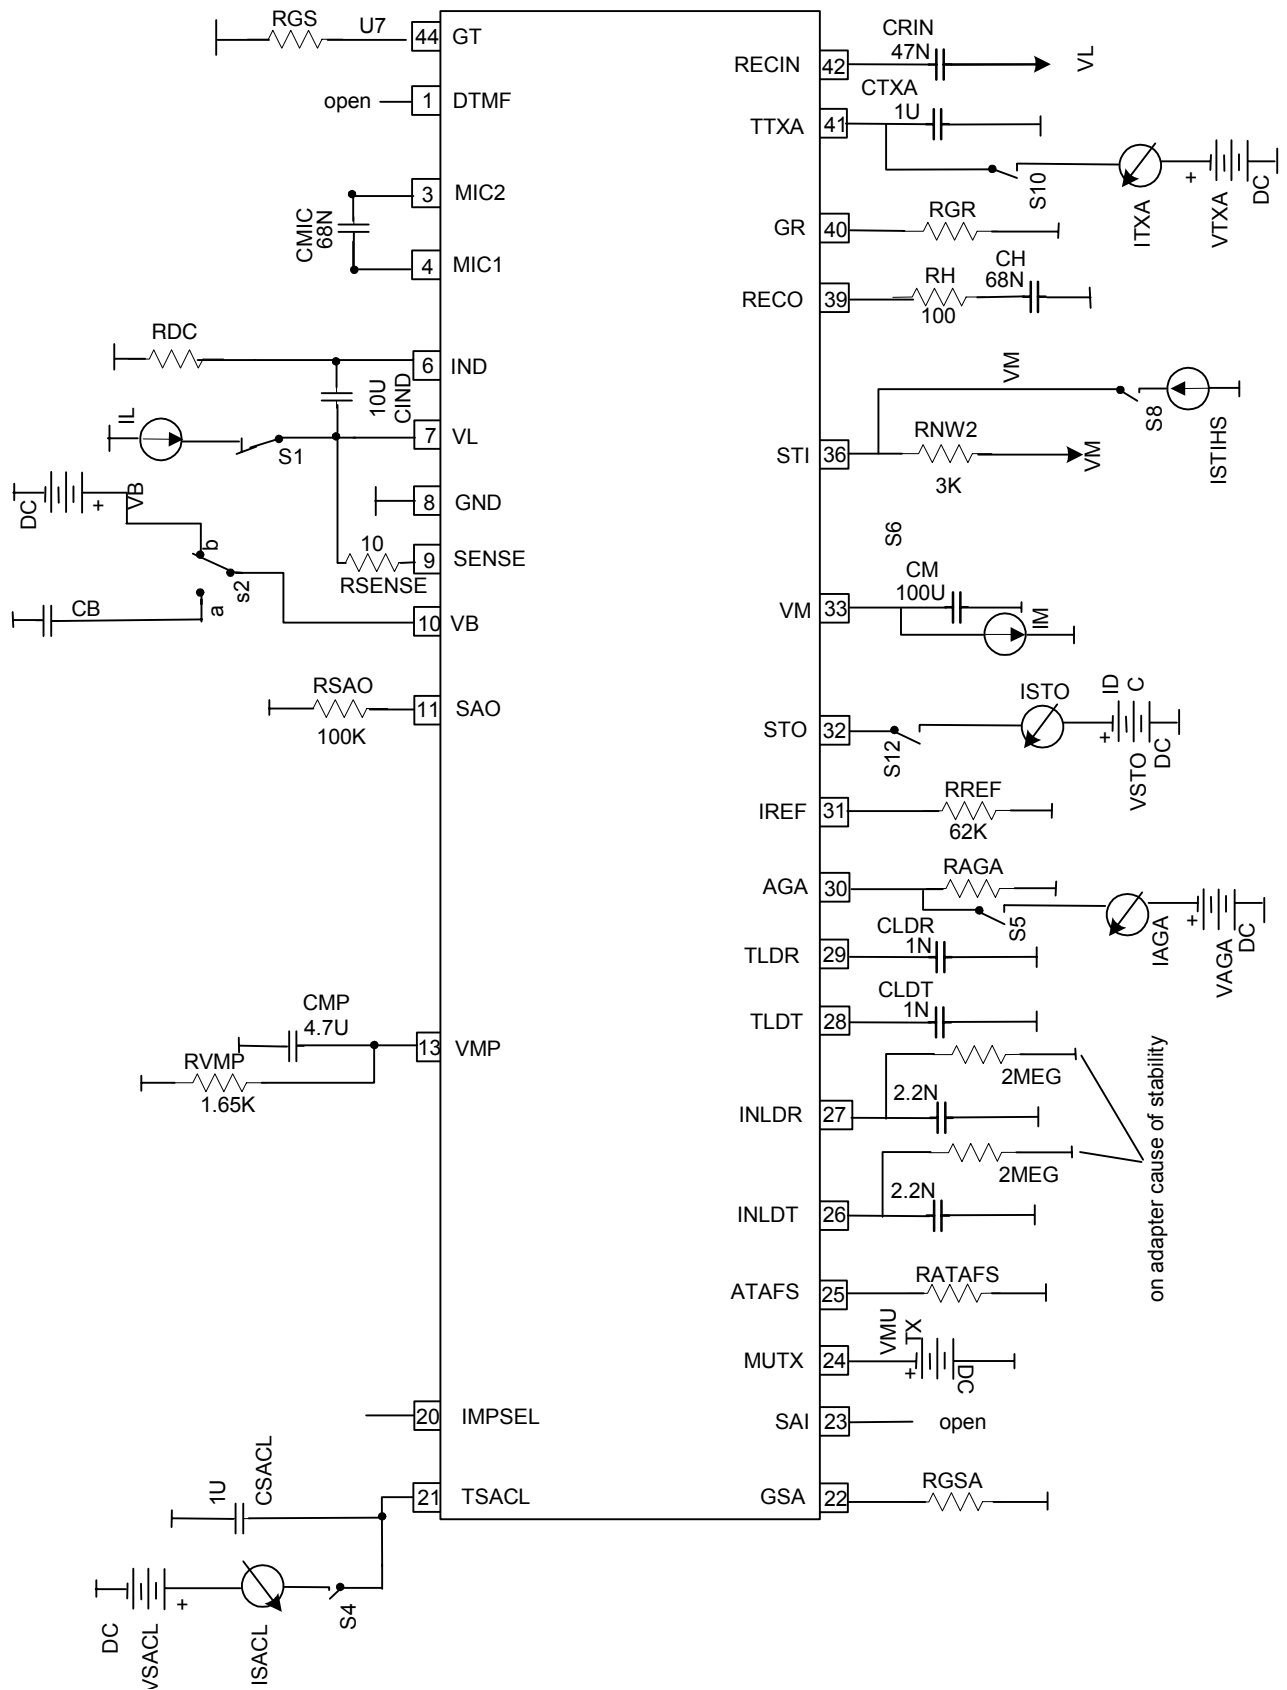 RGS
U7
44
GT
open
1
DTMF
3
MIC2
CMIC
68N
4
MIC1
RDC
6
IND
10U
CIND
IL
S1
7
VL
DC
+
VB
8
GND
b
s2
a
10
RSENSE
9
SENSE
CB
10
VB
RSAO
100K
11
SAO
CMP
4.7U
13
VMP
RVMP
1.65K
20
IMPSEL
1U
CSACL
21
TSACL
DC
VSACL
+
ISACL
S4
RECIN
42
CRIN
47N
VL
TTXA
41
CTXA
1U
S10
ITXA
+
VTXA
DC
GR
40
RGR
RECO
39
RH
100
CH
68N
VM
S8
ISTIHS
STI
36
RNW2
3K
VM
S6
VM
33
CM
100U
IM
STO
32
S12
ISTO
+
ID
C
VSTO
DC
IREF
31
RREF
62K
AGA
30
RAGA
S5
IAGA
+
VAGA
DC
TLDR
29
CLDR
1N
TLDT
28
CLDT
1N
2MEG
INLDR
27
2.2N
2MEG
INLDT
26
2.2N
on adapter cause of stability
ATAFS
25
RATAFS
MUTX
24
VMU
TX
+
DC
SAI
23
open
GSA
22
RGSA